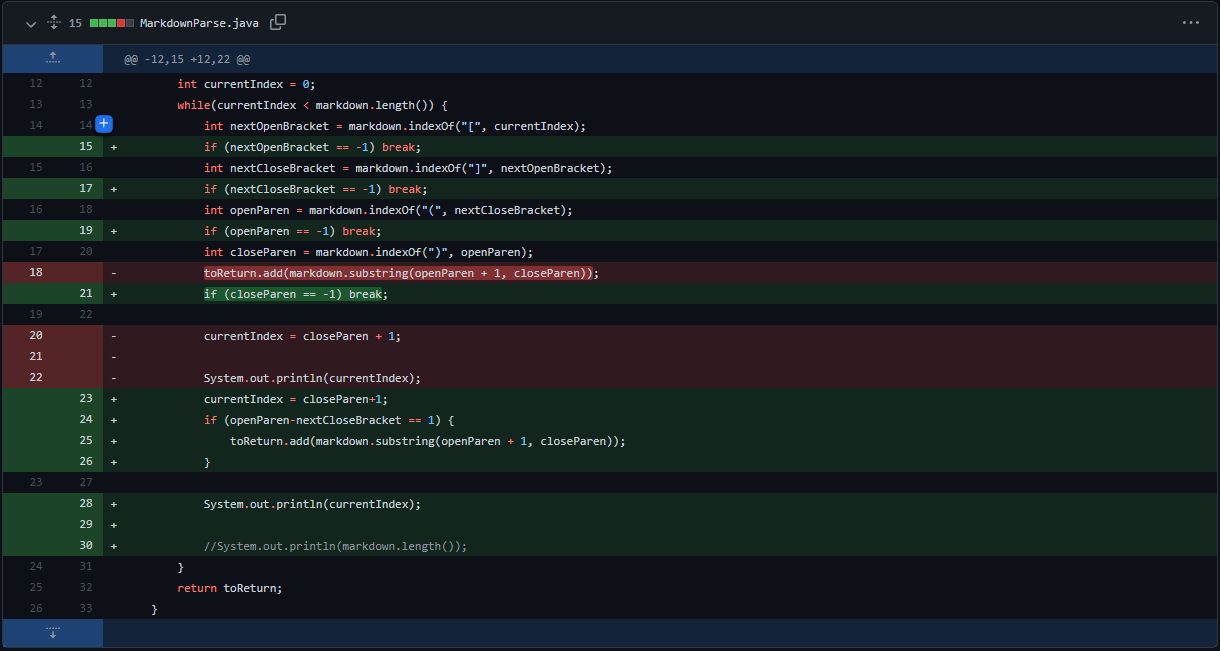 15 MarkdownParse.java
@@ -12,15 +12,22 @@
12 12 int currentIndex = 0;
13 13 while(currentIndex < markdown.length()) {
14 14 + int nextOpenBracket = markdown.indexOf("[", currentIndex);
15 + if (nextOpenBracket == -1) break;
15 16 int nextCloseBracket = markdown.indexOf("]", nextOpenBracket);
17 + if (nextCloseBracket == -1) break;
16 18 int openParen = markdown.indexOf("(", nextCloseBracket);
19 + if (openParen == -1) break;
17 20 int closeParen = markdown.indexOf(")", openParen);
18 - toReturn.add(markdown.substring(openParen + 1, closeParen));
21 + if (closeParen == -1) break;
19 22
20 - currentIndex = closeParen + 1;
21 -
22 - System.out.println(currentIndex);
23 + currentIndex = closeParen+1;
24 + if (openParen-nextCloseBracket == 1) {
25 + toReturn.add(markdown.substring(openParen + 1, closeParen));
26 + }
23 27
28 + System.out.println(currentIndex);
29 +
30 + //System.out.println(markdown.length());
24 31 }
25 32 return toReturn;
26 33 }